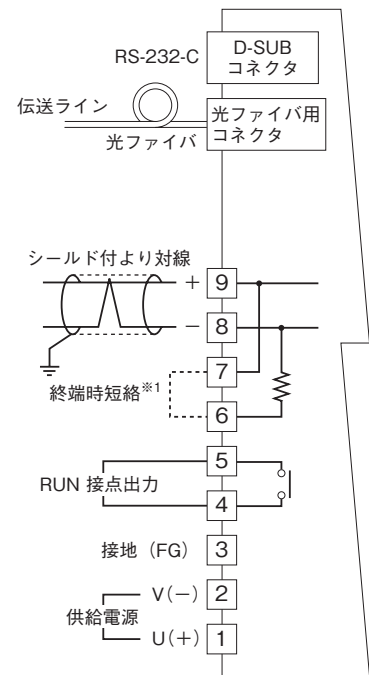 RS-232-C
D-SUB
コネクタ
伝送ライン
光ファイバ
光ファイバ用
コネクタ
シールド付より対線
+ 9
− 8
7
終端時短絡※1
6
5
RUN 接点出力
4
接地（FG） 3
V(−) 2
供給電源
U(+) 1